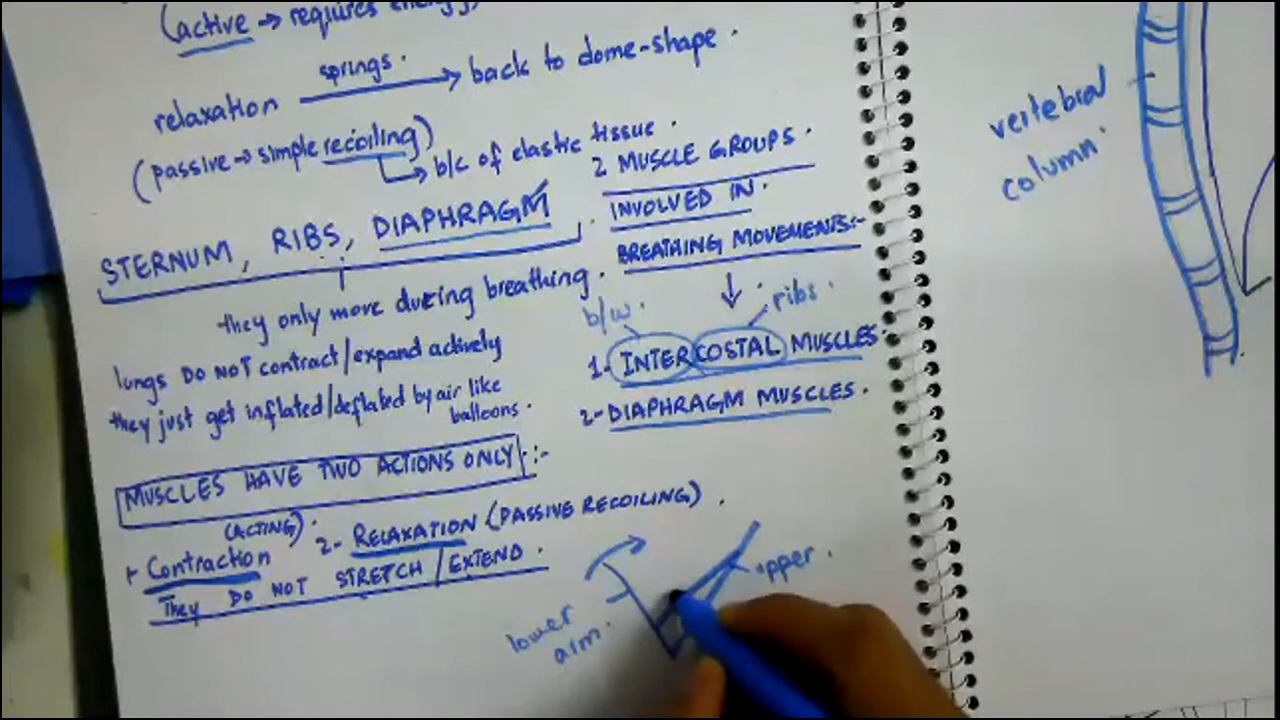 (active → requires energy)
springs.
relaxation → back to dome-shape.
(passive → simple recoiling)
→ b/c of elastic tissue.
STERNUM, RIBS, DIAPHRAGM.
they only move during breathing.
lungs DO NOT contract/expand actively
they just get inflated/deflated by air like
balloons.
2 MUSCLE GROUPS.
INVOLVED IN.
BREATHING MOVEMENTS:-
↓
b/w.
ribs.
1- INTERCOSTAL MUSCLES.
2- DIAPHRAGM MUSCLES.
MUSCLES HAVE TWO ACTIONS ONLY:-
(ACTING).
1- Contraction 2- RELAXATION (PASSIVE RECOILING).
They DO NOT STRETCH/EXTEND.
lower
arm.
upper.
vertebral
column.